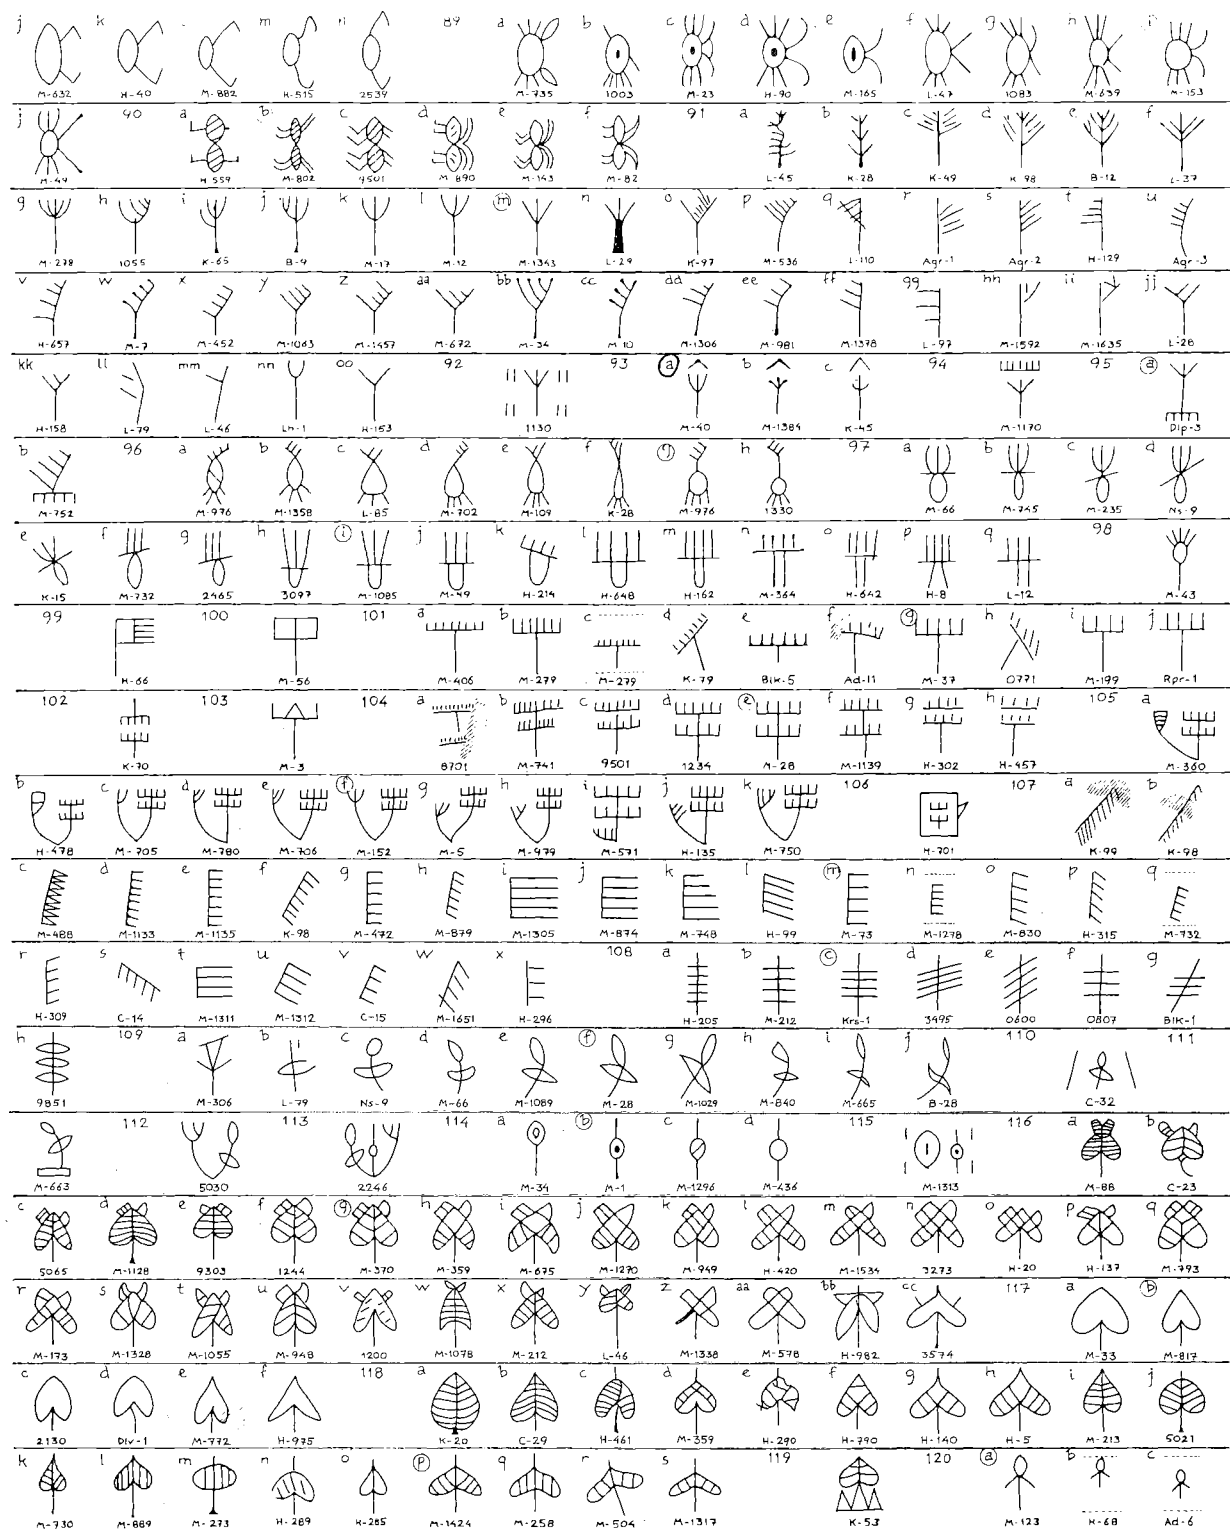 j k m n 89 a b c d e f g h i
M-632 H-40 M-882 K-515 2539 M-735 1003 M-23 H-90 M-165 L-47 1083 M-639 M-153
j 90 a b c d e f 91 a b c d e f
M-49 H-559 M-802 9501 M-890 M-143 M-82 L-45 K-28 K-49 K-98 B-12 L-37
g h i j k l m n o p q r s t u
M-278 1055 K-65 B-9 M-17 M-12 M-1343 L-29 K-97 M-536 L-110 Agr-1 Agr-2 H-129 Agr-3
v w x y z aa bb cc dd ee ff gg hh ii jj
H-657 M-7 M-452 M-1063 M-1457 M-672 M-34 M-10 M-1306 M-981 M-1378 L-97 M-1592 M-1635 L-28
kk ll mm nn oo 92 93 a b c 94 95 a
H-158 L-79 L-46 Lh-1 H-153 1130 M-40 M-1384 K-45 M-1170 Dlp-3
b 96 a b c d e f g h 97 a b c d
M-752 M-976 M-1358 L-85 M-702 M-109 K-28 M-976 1330 M-66 M-745 M-235 Ns-9
e f g h i j k l m n o p q 98
K-15 M-732 2465 3097 M-1085 M-49 H-214 H-648 H-162 M-364 H-642 H-8 L-12 M-43
99 100 101 a b c d e f g h i j
H-66 M-56 M-406 M-279 M-279 K-79 Blk-5 Ad-11 M-37 0771 M-199 Rpr-1
102 103 104 a b c d e f g h 105 a
K-70 M-3 8701 M-741 9501 1234 M-28 M-1139 H-302 H-457 M-360
b c d e f g h i j k 106 107 a b
H-478 M-705 M-780 M-706 M-152 M-5 M-979 M-571 H-135 M-750 H-701 K-99 K-98
c d e f g h i j k l m n o p q
M-488 M-1133 M-1135 K-98 M-472 M-879 M-1305 M-874 M-748 H-99 M-73 M-1278 M-830 H-315 M-732
r s t u v w x 108 a b c d e f g
H-309 C-14 M-1311 M-1312 C-15 M-1651 H-296 H-205 M-212 Krs-1 3495 0600 0807 Blk-1
h 109 a b c d e f g h i j 110 111
9851 M-306 L-79 Ns-9 M-66 M-1089 M-28 M-1029 M-840 M-665 B-28 C-32
112 113 114 a b c d 115 116 a b
M-663 5030 2246 M-34 M-1 M-1296 M-436 M-1313 M-88 C-23
c d e f g h i j k l m n o p q
5065 M-1128 9303 1244 M-370 M-359 M-675 M-1270 M-949 H-420 M-1534 3273 H-20 H-137 M-793
r s t u v w x y z aa bb cc 117 a b
M-173 M-1328 M-1055 M-948 1200 M-1078 M-212 L-46 M-1338 M-578 H-982 3574 M-33 M-817
c d e f 118 a b c d e f g h i j
2130 Dlv-1 M-772 H-975 K-20 C-29 H-461 M-359 H-290 H-790 H-140 H-5 M-213 5021
k l m n o p q r s 119 120 a b c
M-730 M-889 M-273 H-289 H-285 M-1424 M-258 M-504 M-1317 K-53 M-123 H-68 Ad-6